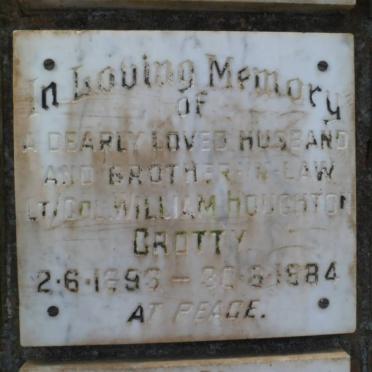 In Loving Memory
of
A DEARLY LOVED HUSBAND
AND BROTHER-IN-LAW
LT/COL WILLIAM HOUGHTON
CROTTY
2·6·1896 – 30·6·1984
AT PEACE.